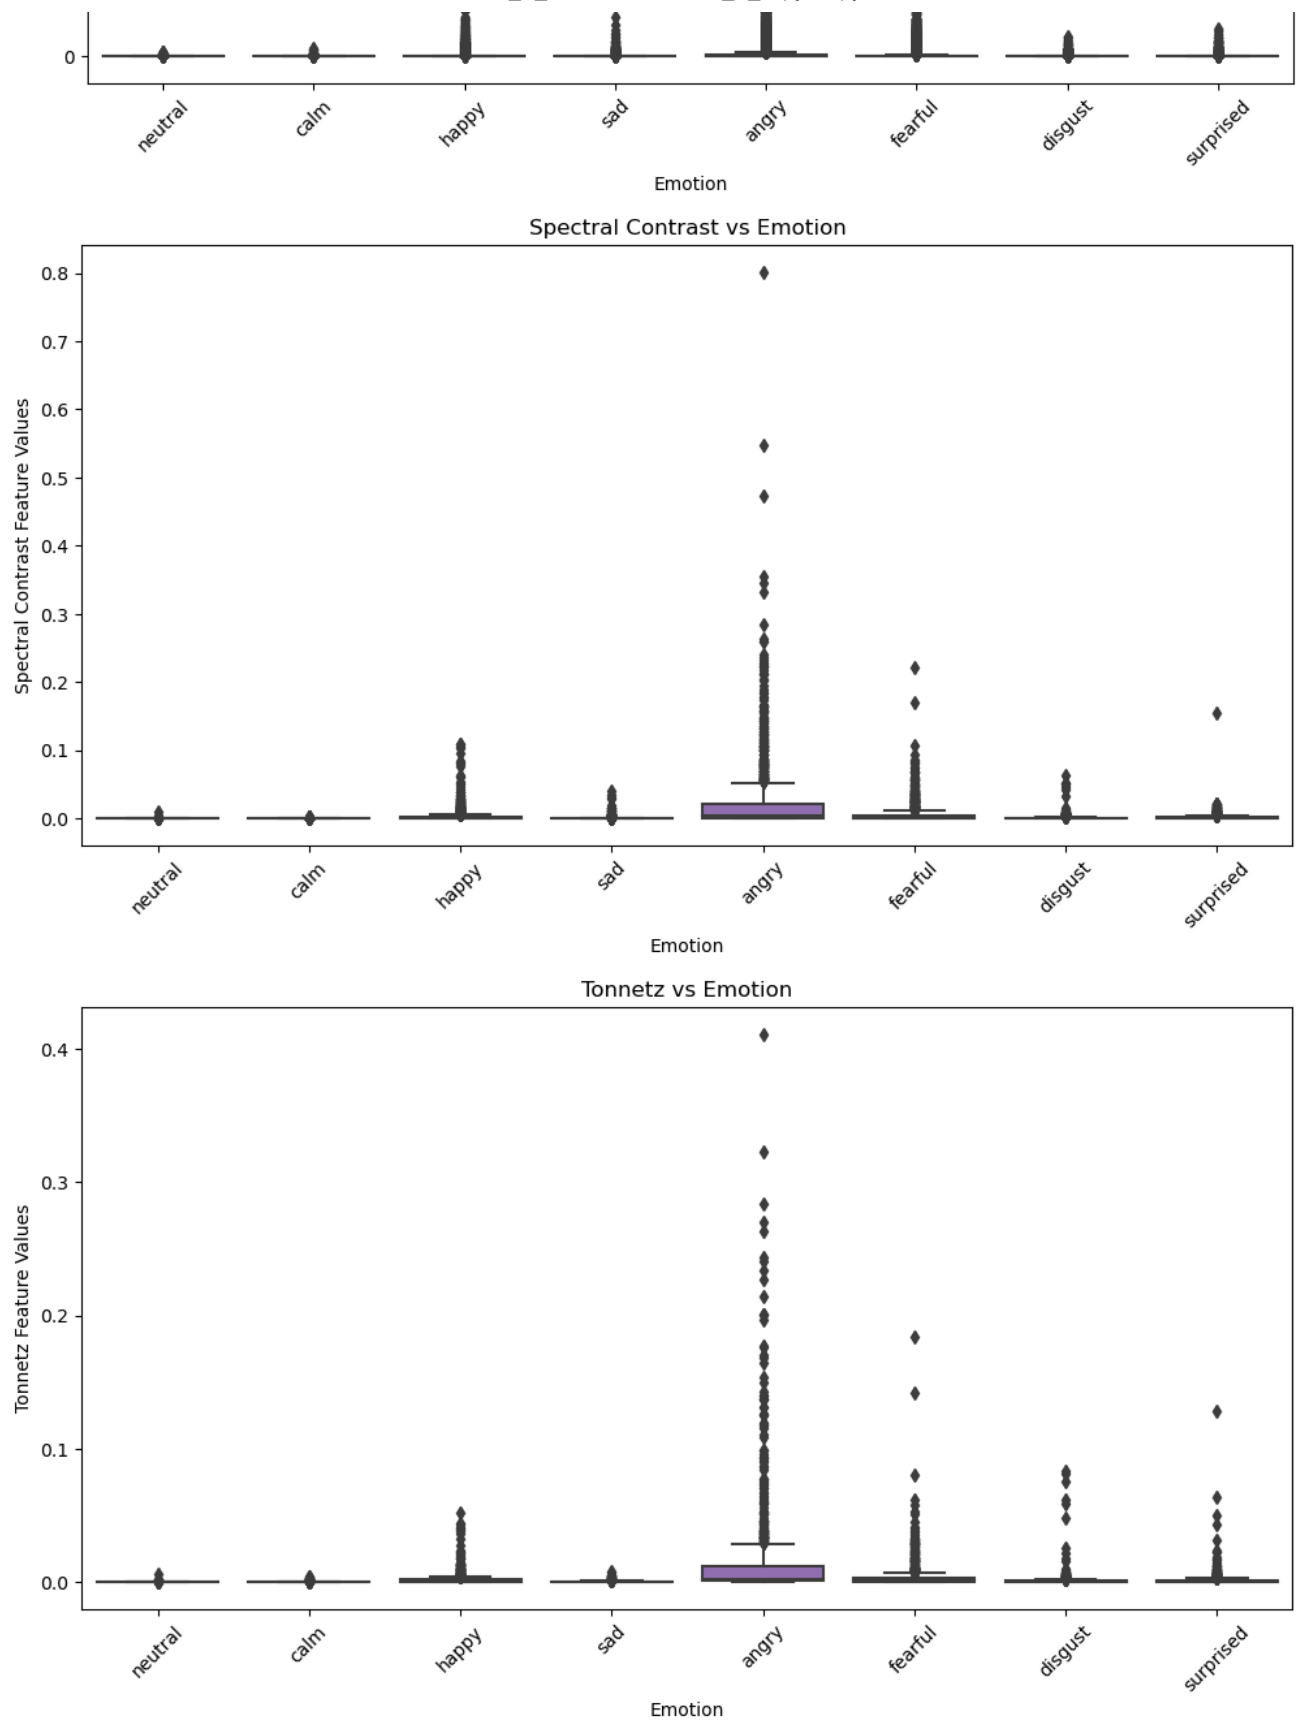 0
neutral calm happy sad angry fearful disgust surprised
Emotion
Spectral Contrast vs Emotion
Spectral Contrast Feature Values
0.8
0.7
0.6
0.5
0.4
0.3
0.2
0.1
0.0
neutral calm happy sad angry fearful disgust surprised
Emotion
Tonnetz vs Emotion
Tonnetz Feature Values
0.4
0.3
0.2
0.1
0.0
neutral calm happy sad angry fearful disgust surprised
Emotion